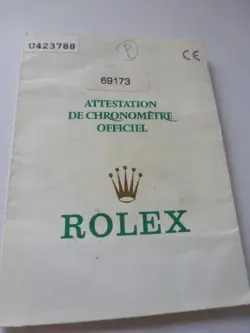 U423788
P
CE
69173
ATTESTATION
DE CHRONOMÈTRE
OFFICIEL
ROLEX